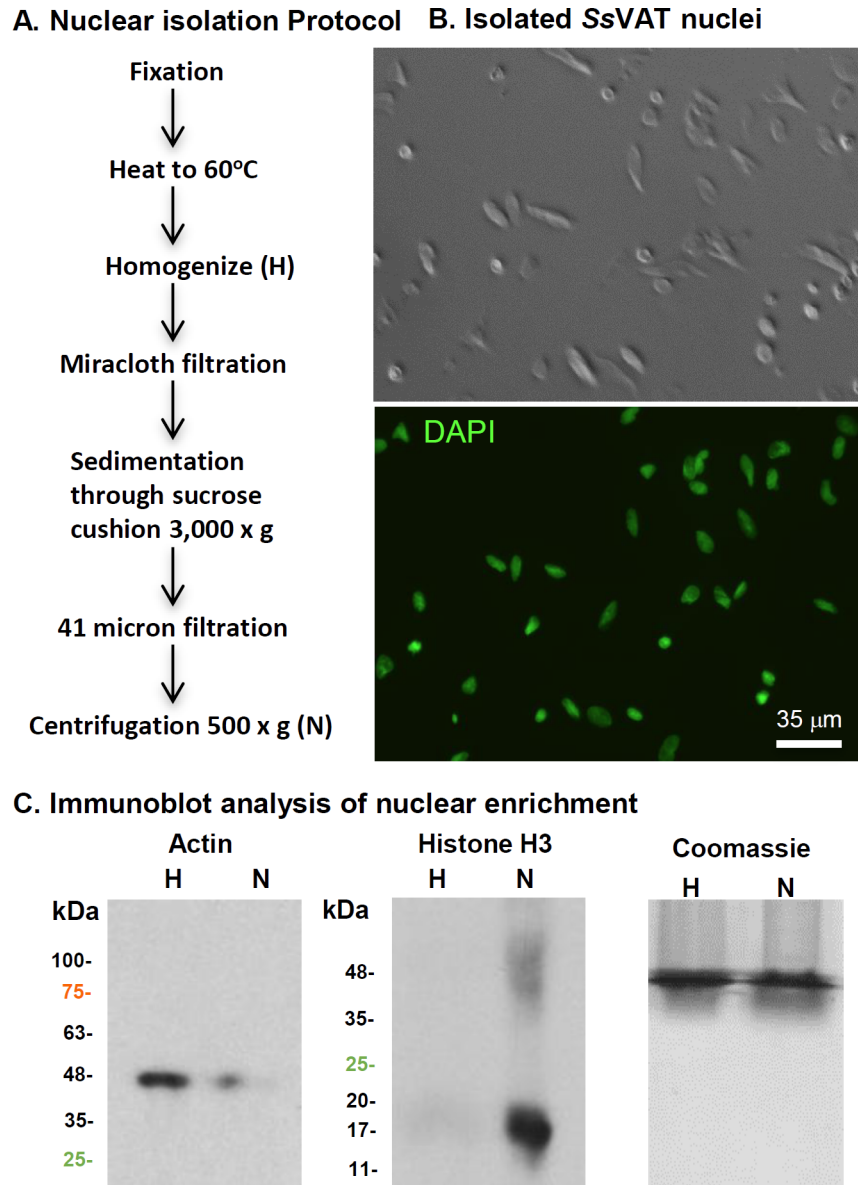 A. Nuclear isolation Protocol
Fixation
Heat to 60°C
Homogenize (H)
Miracloth filtration
Sedimentation
through sucrose
cushion 3,000 x g
41 micron filtration
Centrifugation 500 x g (N)
B. Isolated SsVAT nuclei
DAPI
35 μm
C. Immunoblot analysis of nuclear enrichment
Actin
H N
kDa
100-
75-
63-
48-
35-
25-
Histone H3
H N
kDa
48-
35-
25-
20-
17-
11-
Coomassie
H N